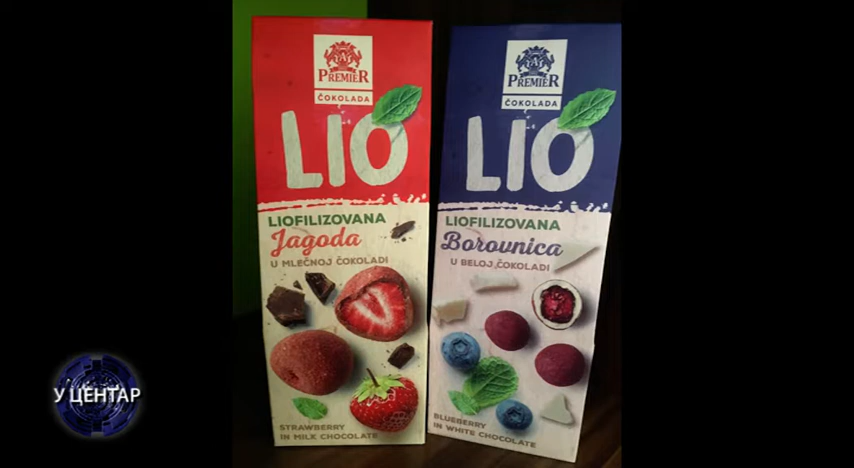 PREMIER
ČOKOLADA
LIO
LIOFILIZOVANA
Jagoda
U MLEČNOJ ČOKOLADI
STRAWBERRY
IN MILK CHOCOLATE
PREMIER
ČOKOLADA
LIO
LIOFILIZOVANA
Borovnica
U BELOJ ČOKOLADI
BLUEBERRY
IN WHITE CHOCOLATE
У ЦЕНТАР